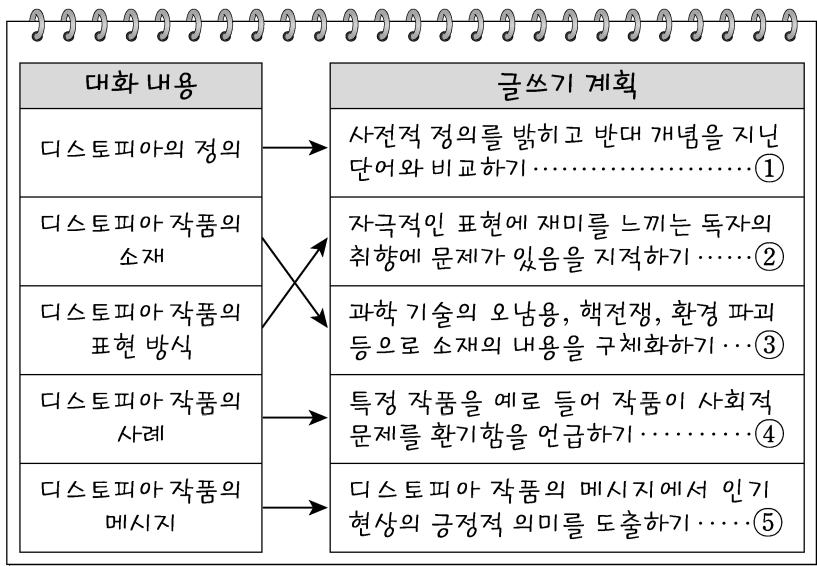 대화 내용
글쓰기 계획
디스토피아의 정의
사전적 정의를 밝히고 반대 개념을 지닌
단어와 비교하기 ······················· ①
디스토피아 작품의
소재
자극적인 표현에 재미를 느끼는 독자의
취향에 문제가 있음을 지적하기 ······ ②
디스토피아 작품의
표현 방식
과학 기술의 오남용, 핵전쟁, 환경 파괴
등으로 소재의 내용을 구체화하기 ··· ③
디스토피아 작품의
사례
특정 작품을 예로 들어 작품이 사회적
문제를 환기함을 언급하기 ·········· ④
디스토피아 작품의
메시지
디스토피아 작품의 메시지에서 인기
현상의 긍정적 의미를 도출하기 ····· ⑤